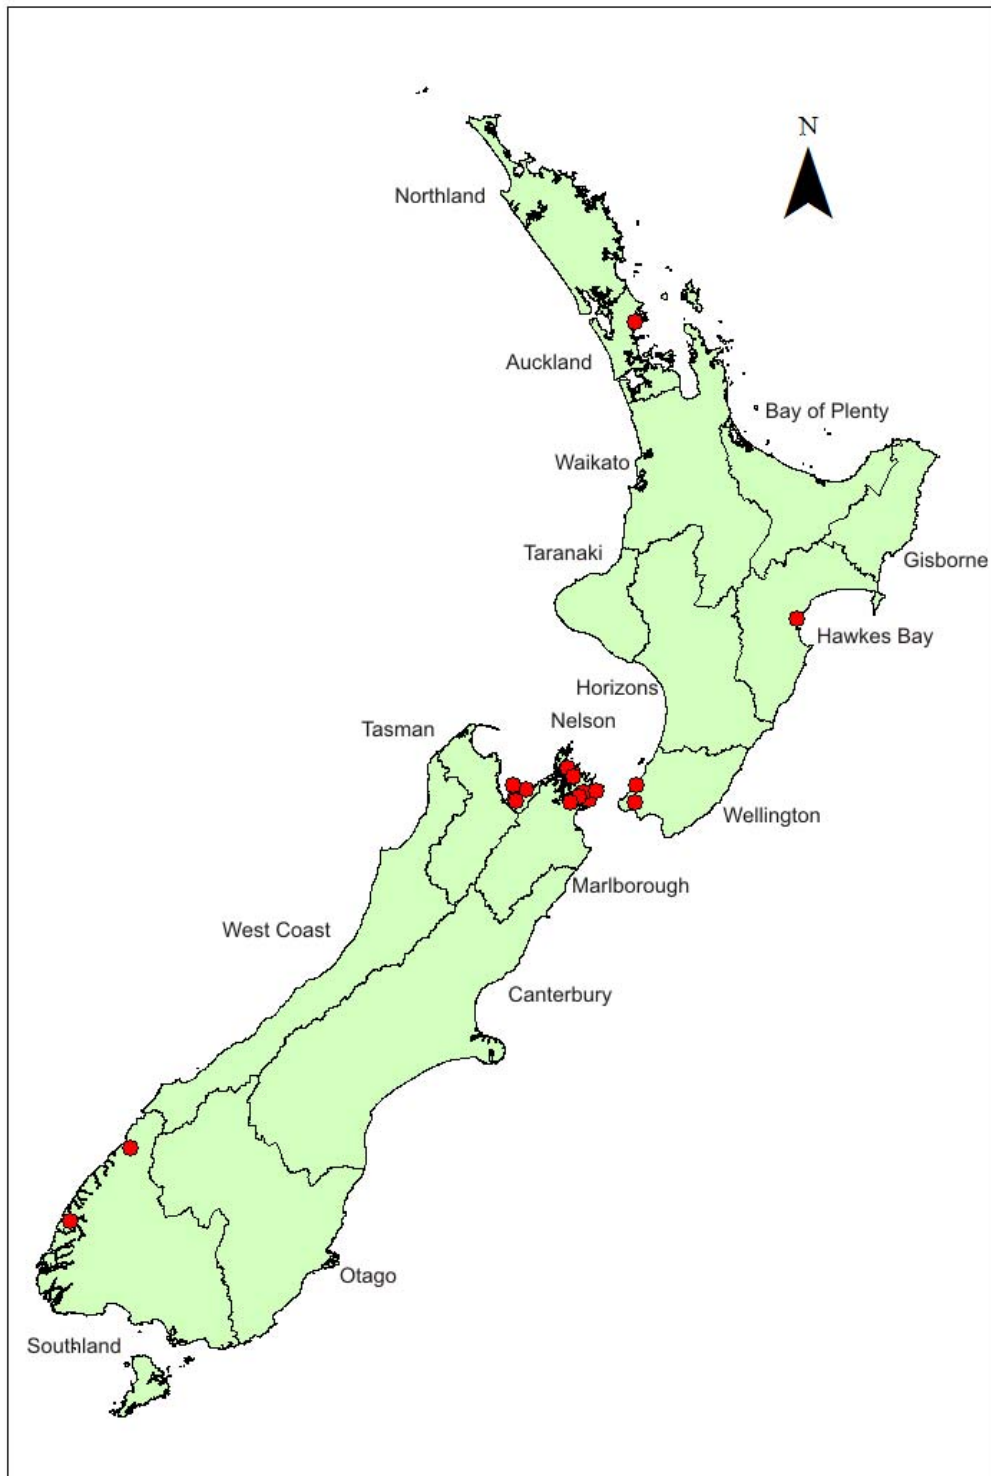 N
Northland
Auckland
Bay of Plenty
Waikato
Taranaki
Gisborne
Hawkes Bay
Horizons
Nelson
Tasman
Wellington
Marlborough
West Coast
Canterbury
Otago
Southland